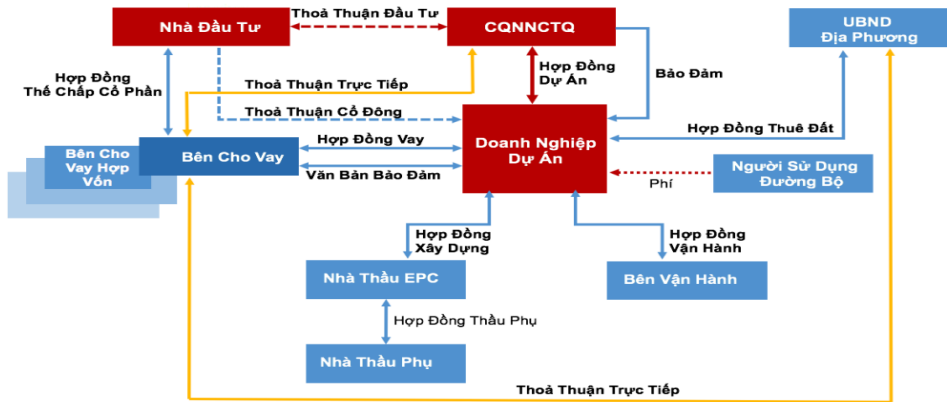 Nhà Đầu Tư
Thoả Thuận Đầu Tư
CQNNCTQ
UBND
Địa Phương
Hợp Đồng
Thế Chấp Cổ Phần
Thoả Thuận Trực Tiếp
Hợp Đồng
Dự Án
Bảo Đảm
Thoả Thuận Cổ Đông
Hợp Đồng Thuê Đất
Bên Cho
Vay Hợp
Vốn
Bên Cho Vay
Hợp Đồng Vay
Văn Bản Bảo Đảm
Doanh Nghiệp
Dự Án
Phí
Người Sử Dụng
Đường Bộ
Hợp Đồng
Xây Dựng
Hợp Đồng
Vận Hành
Nhà Thầu EPC
Bên Vận Hành
Hợp Đồng Thầu Phụ
Nhà Thầu Phụ
Thoả Thuận Trực Tiếp